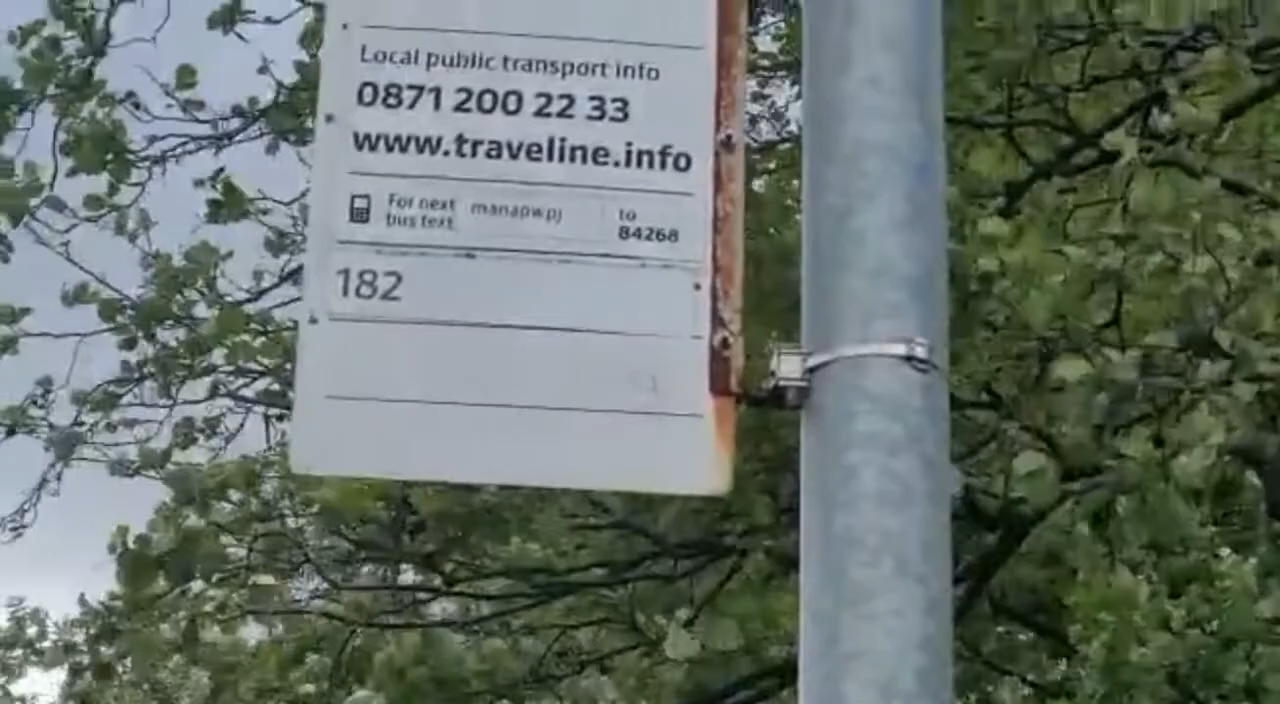 Local public transport info
0871 200 22 33
www.traveline.info
For next bus text manapwpj to 84268
182